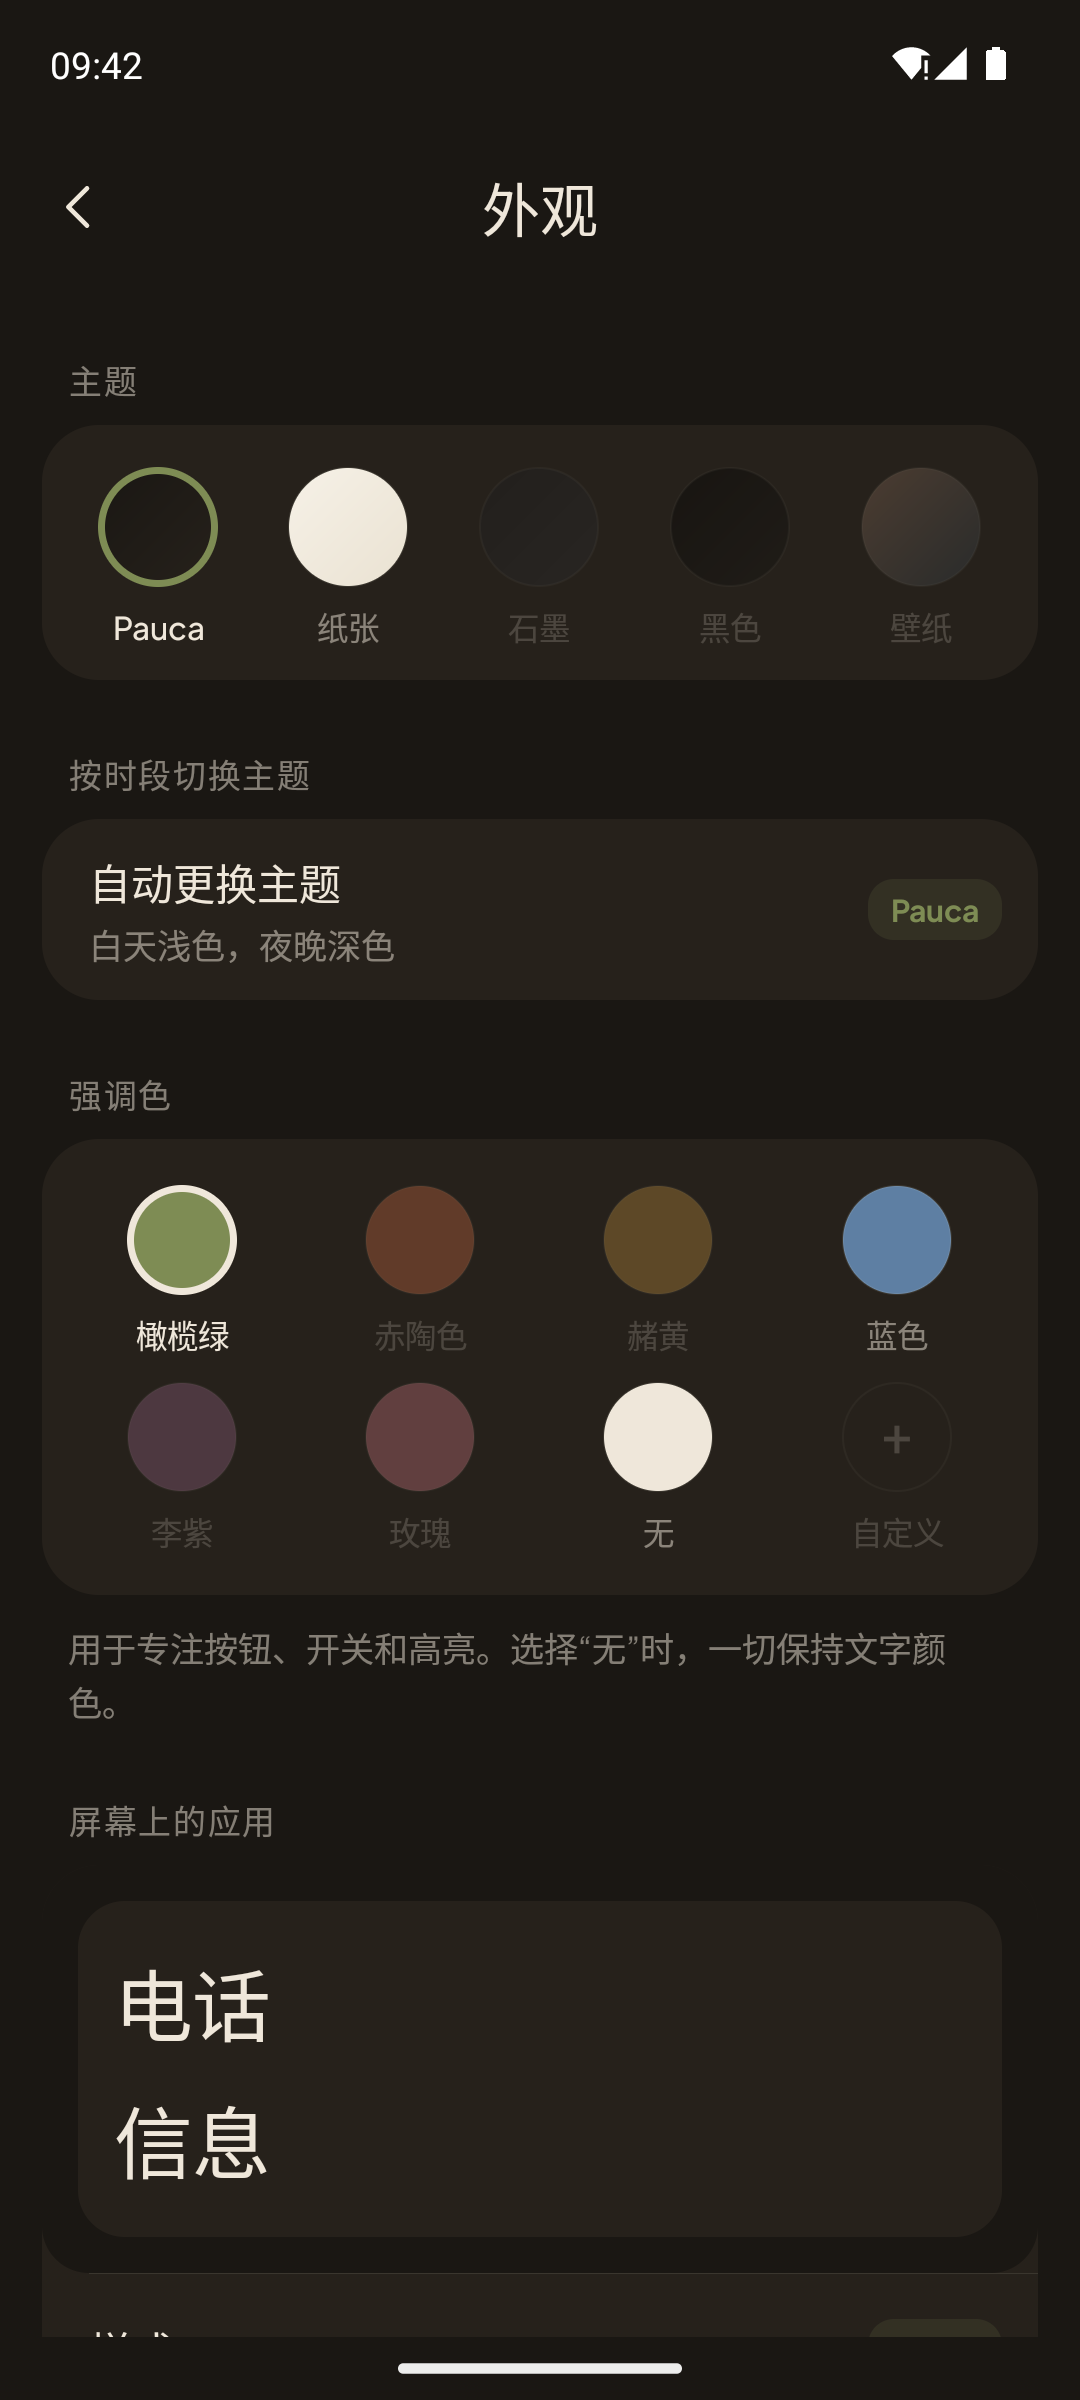 09:42
外观
主题
Pauca
纸张
石墨
黑色
壁纸
按时段切换主题
自动更换主题
白天浅色，夜晚深色
Pauca
强调色
橄榄绿
赤陶色
赭黄
蓝色
李紫
玫瑰
无
+
自定义
用于专注按钮、开关和高亮。选择“无”时，一切保持文字颜
色。
屏幕上的应用
电话
信息